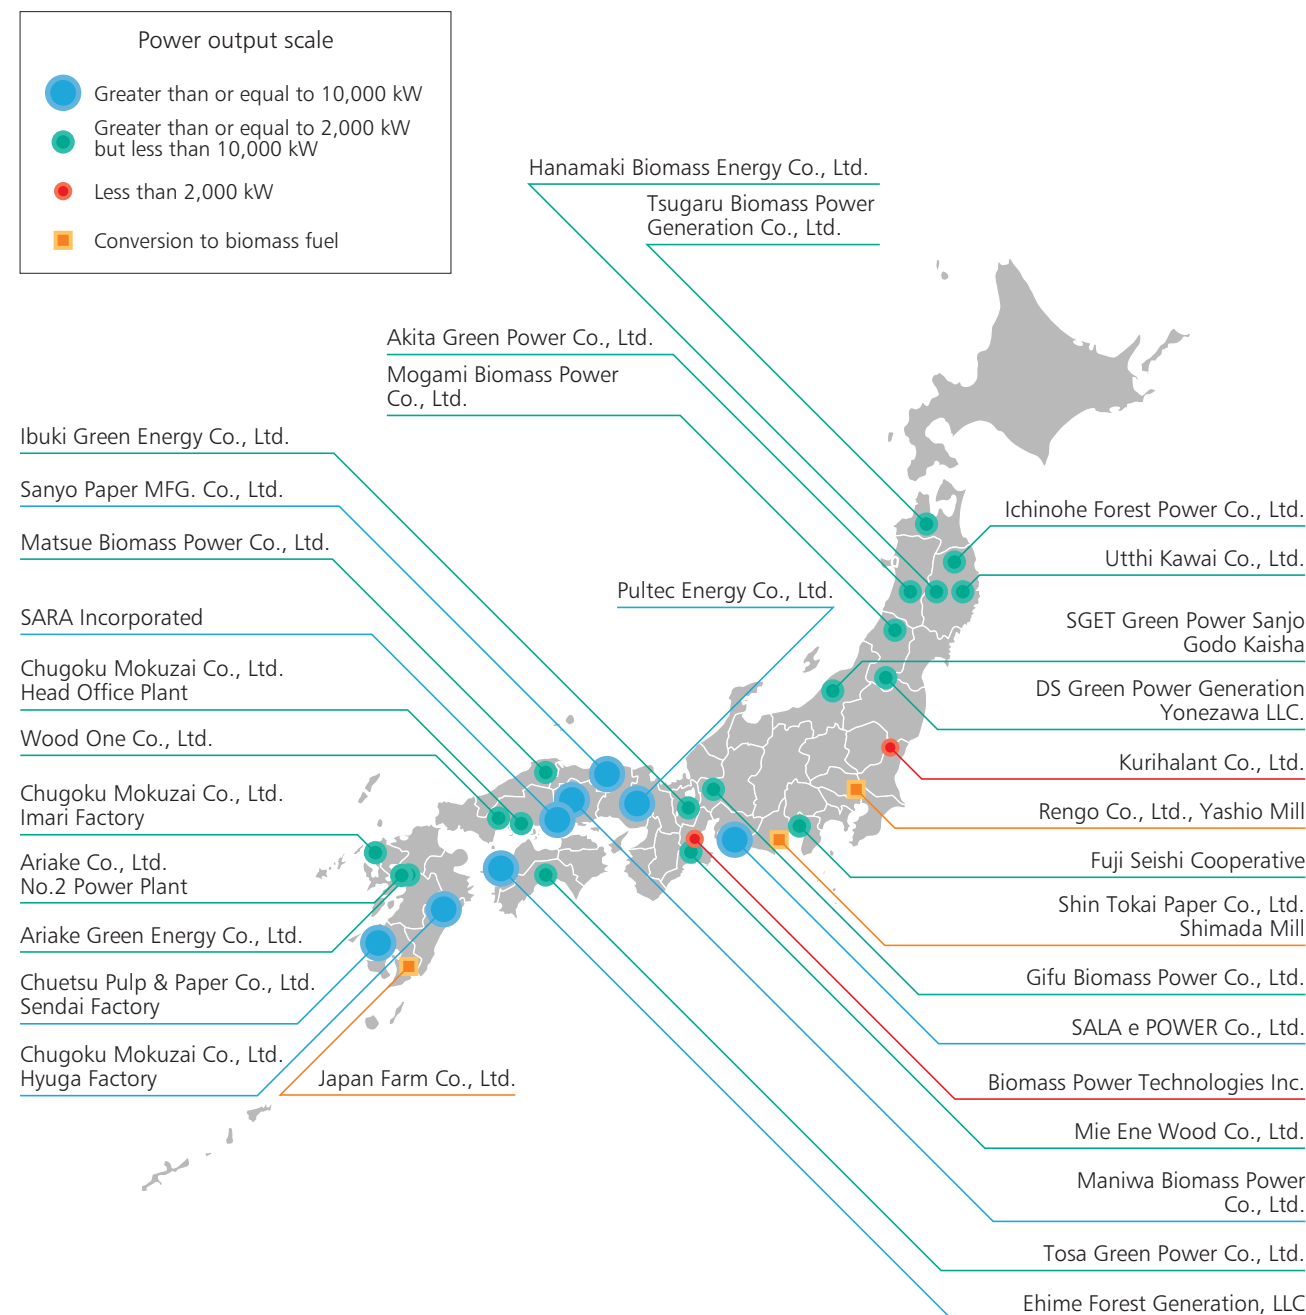 Power output scale
Greater than or equal to 10,000 kW
Greater than or equal to 2,000 kW
but less than 10,000 kW
Less than 2,000 kW
Conversion to biomass fuel
Hanamaki Biomass Energy Co., Ltd.
Tsugaru Biomass Power
Generation Co., Ltd.
Akita Green Power Co., Ltd.
Mogami Biomass Power
Co., Ltd.
Ibuki Green Energy Co., Ltd.
Sanyo Paper MFG. Co., Ltd.
Matsue Biomass Power Co., Ltd.
SARA Incorporated
Chugoku Mokuzai Co., Ltd.
Head Office Plant
Wood One Co., Ltd.
Chugoku Mokuzai Co., Ltd.
Imari Factory
Ariake Co., Ltd.
No.2 Power Plant
Ariake Green Energy Co., Ltd.
Chuetsu Pulp & Paper Co., Ltd.
Sendai Factory
Chugoku Mokuzai Co., Ltd.
Hyuga Factory
Japan Farm Co., Ltd.
Pultec Energy Co., Ltd.
Ichinohe Forest Power Co., Ltd.
Utthi Kawai Co., Ltd.
SGET Green Power Sanjo
Godo Kaisha
DS Green Power Generation
Yonezawa LLC.
Kurihalant Co., Ltd.
Rengo Co., Ltd., Yashio Mill
Fuji Seishi Cooperative
Shin Tokai Paper Co., Ltd.
Shimada Mill
Gifu Biomass Power Co., Ltd.
SALA e POWER Co., Ltd.
Biomass Power Technologies Inc.
Mie Ene Wood Co., Ltd.
Maniwa Biomass Power
Co., Ltd.
Tosa Green Power Co., Ltd.
Ehime Forest Generation, LLC